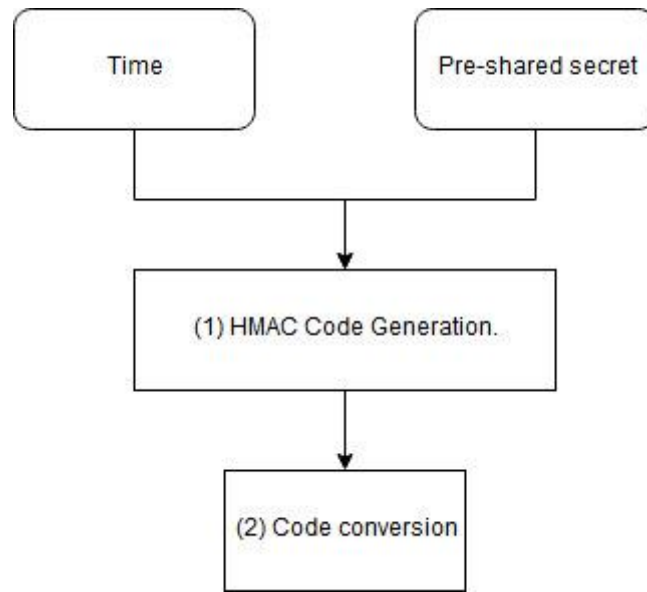 Time
Pre-shared secret
(1) HMAC Code Generation.
(2) Code conversion